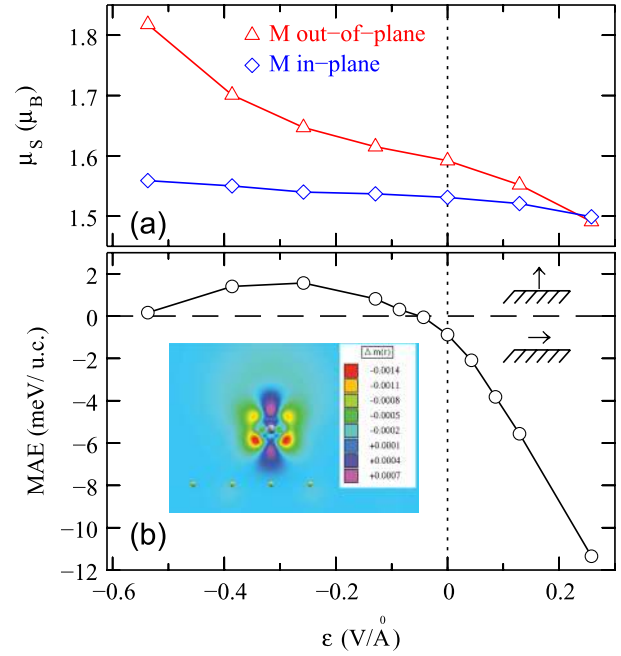 1.8
1.7
1.6
1.5
μ_S (μ_B)
M out−of−plane
M in−plane
(a)
2
0
−2
−4
−6
−8
−10
−12
MAE (meV/ u.c.)
Δ m(r)
-0.0014
-0.0011
-0.0008
-0.0005
-0.0002
+0.0001
+0.0004
+0.0007
(b)
−0.6 −0.4 −0.2 0 0.2
ε (V/Å)